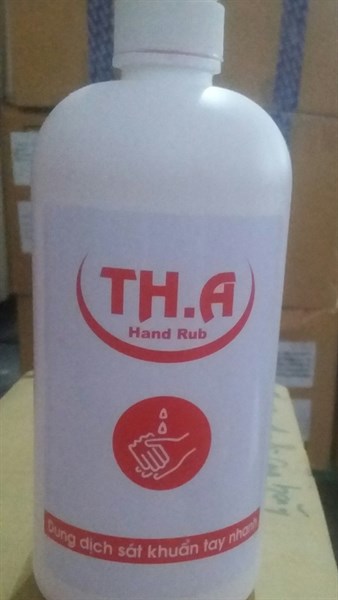 TH.A
Hand Rub
Dung dịch sát khuẩn tay nhanh